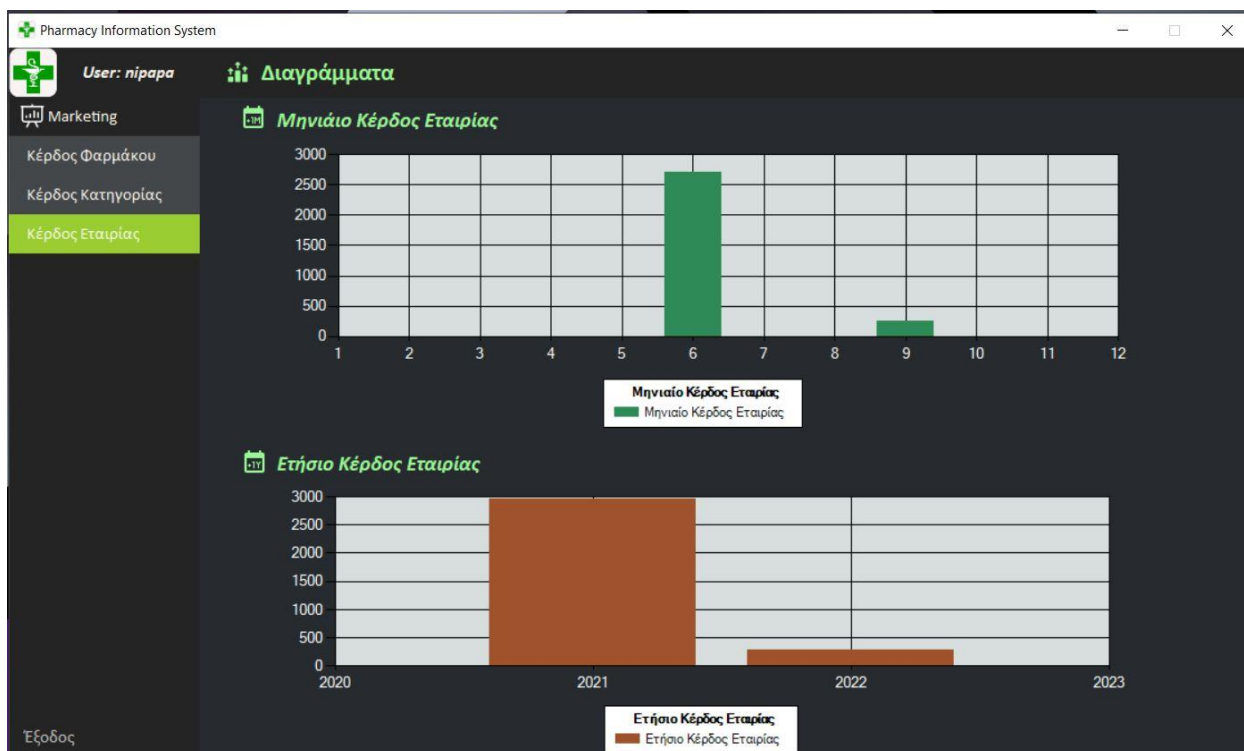 Pharmacy Information System
User: nipapa
Διαγράμματα
Marketing
Κέρδος Φαρμάκου
Κέρδος Κατηγορίας
Κέρδος Εταιρίας
Έξοδος
+1M
Μηνιάιο Κέρδος Εταιρίας
3000
2500
2000
1500
1000
500
0
1 2 3 4 5 6 7 8 9 10 11 12
Μηνιαίο Κέρδος Εταιρίας
Μηνιαίο Κέρδος Εταιρίας
+1Y
Ετήσιο Κέρδος Εταιρίας
3000
2500
2000
1500
1000
500
0
2020 2021 2022 2023
Ετήσιο Κέρδος Εταιρίας
Ετήσιο Κέρδος Εταιρίας